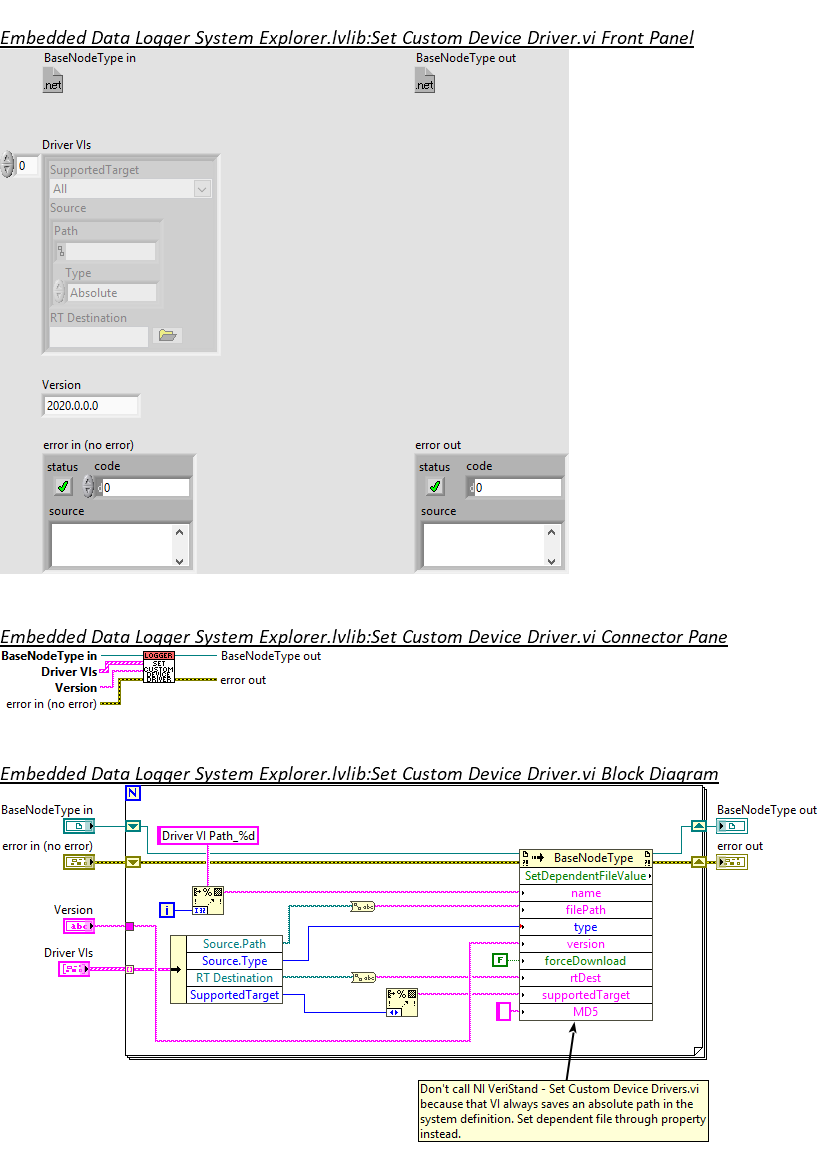 Embedded Data Logger System Explorer.lvlib:Set Custom Device Driver.vi Front Panel
BaseNodeType in
BaseNodeType out
.net
.net
Driver VIs
0
SupportedTarget
All
Source
Path
Type
Absolute
RT Destination
Version
2020.0.0.0
error in (no error)
error out
status code
status code
d0
d0
source
source
Embedded Data Logger System Explorer.lvlib:Set Custom Device Driver.vi Connector Pane
BaseNodeType in
Driver VIs
Version
error in (no error)
LOGGER
SET
CUSTOM
DEVICE
DRIVER
BaseNodeType out
error out
Embedded Data Logger System Explorer.lvlib:Set Custom Device Driver.vi Block Diagram
N
BaseNodeType in
BaseNodeType out
error in (no error)
error out
Driver VI Path_%d
BaseNodeType
SetDependentFileValue
name
filePath
type
version
forceDownload
rtDest
supportedTarget
MD5
i
Version
abc
Driver VIs
Source.Path
Source.Type
RT Destination
SupportedTarget
F
Don't call NI VeriStand - Set Custom Device Drivers.vi
because that VI always saves an absolute path in the
system definition. Set dependent file through property
instead.